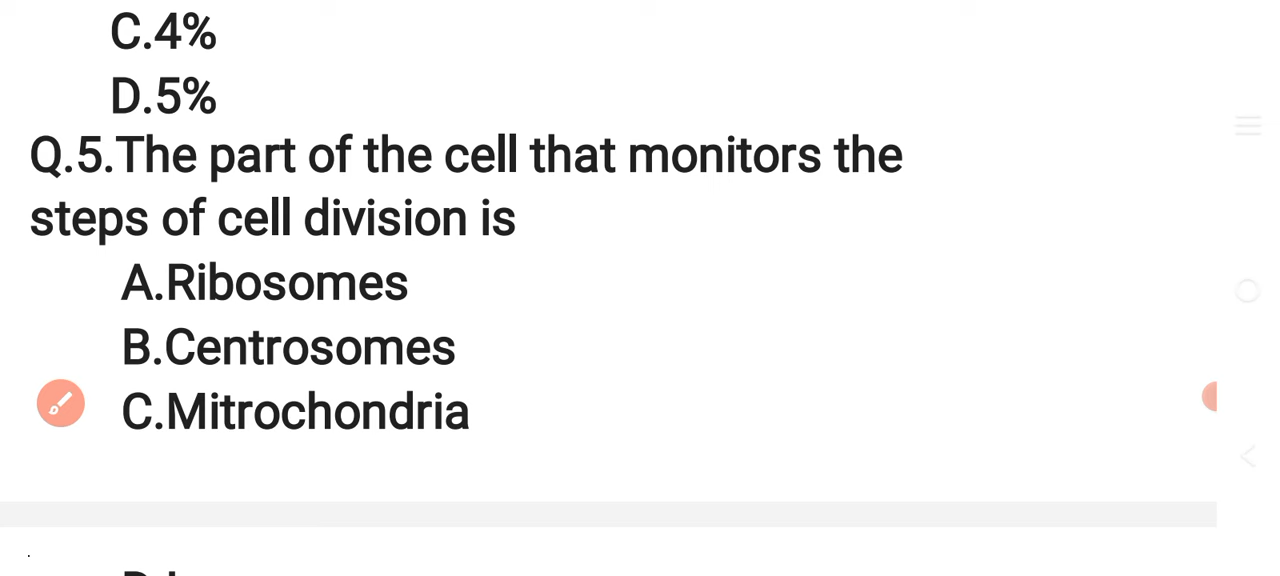 C.4%
D.5%
Q.5.The part of the cell that monitors the
steps of cell division is
A.Ribosomes
B.Centrosomes
C.Mitrochondria